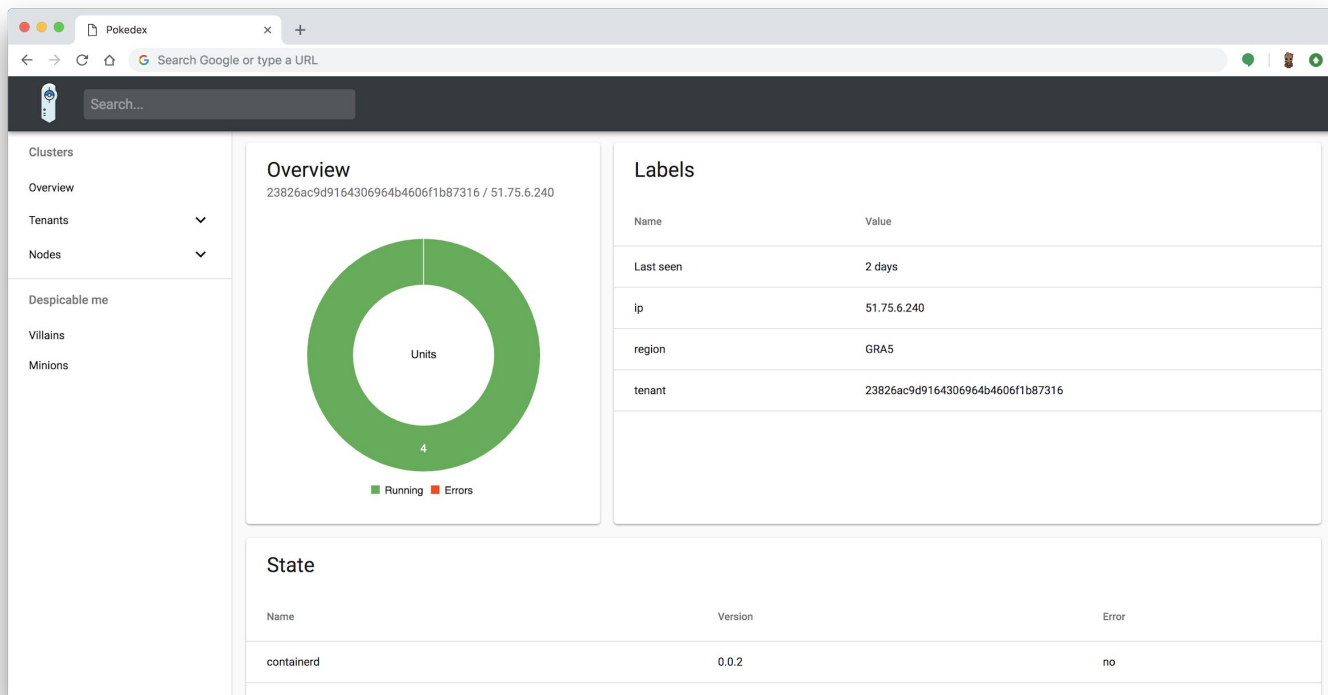 Pokedex
Search Google or type a URL
Search...
Clusters
Overview
Tenants
Nodes
Despicable me
Villains
Minions
Overview
23826ac9d9164306964b4606f1b87316 / 51.75.6.240
Units
4
Running Errors
Labels
Name Value
Last seen 2 days
ip 51.75.6.240
region GRA5
tenant 23826ac9d9164306964b4606f1b87316
State
Name Version Error
containerd 0.0.2 no